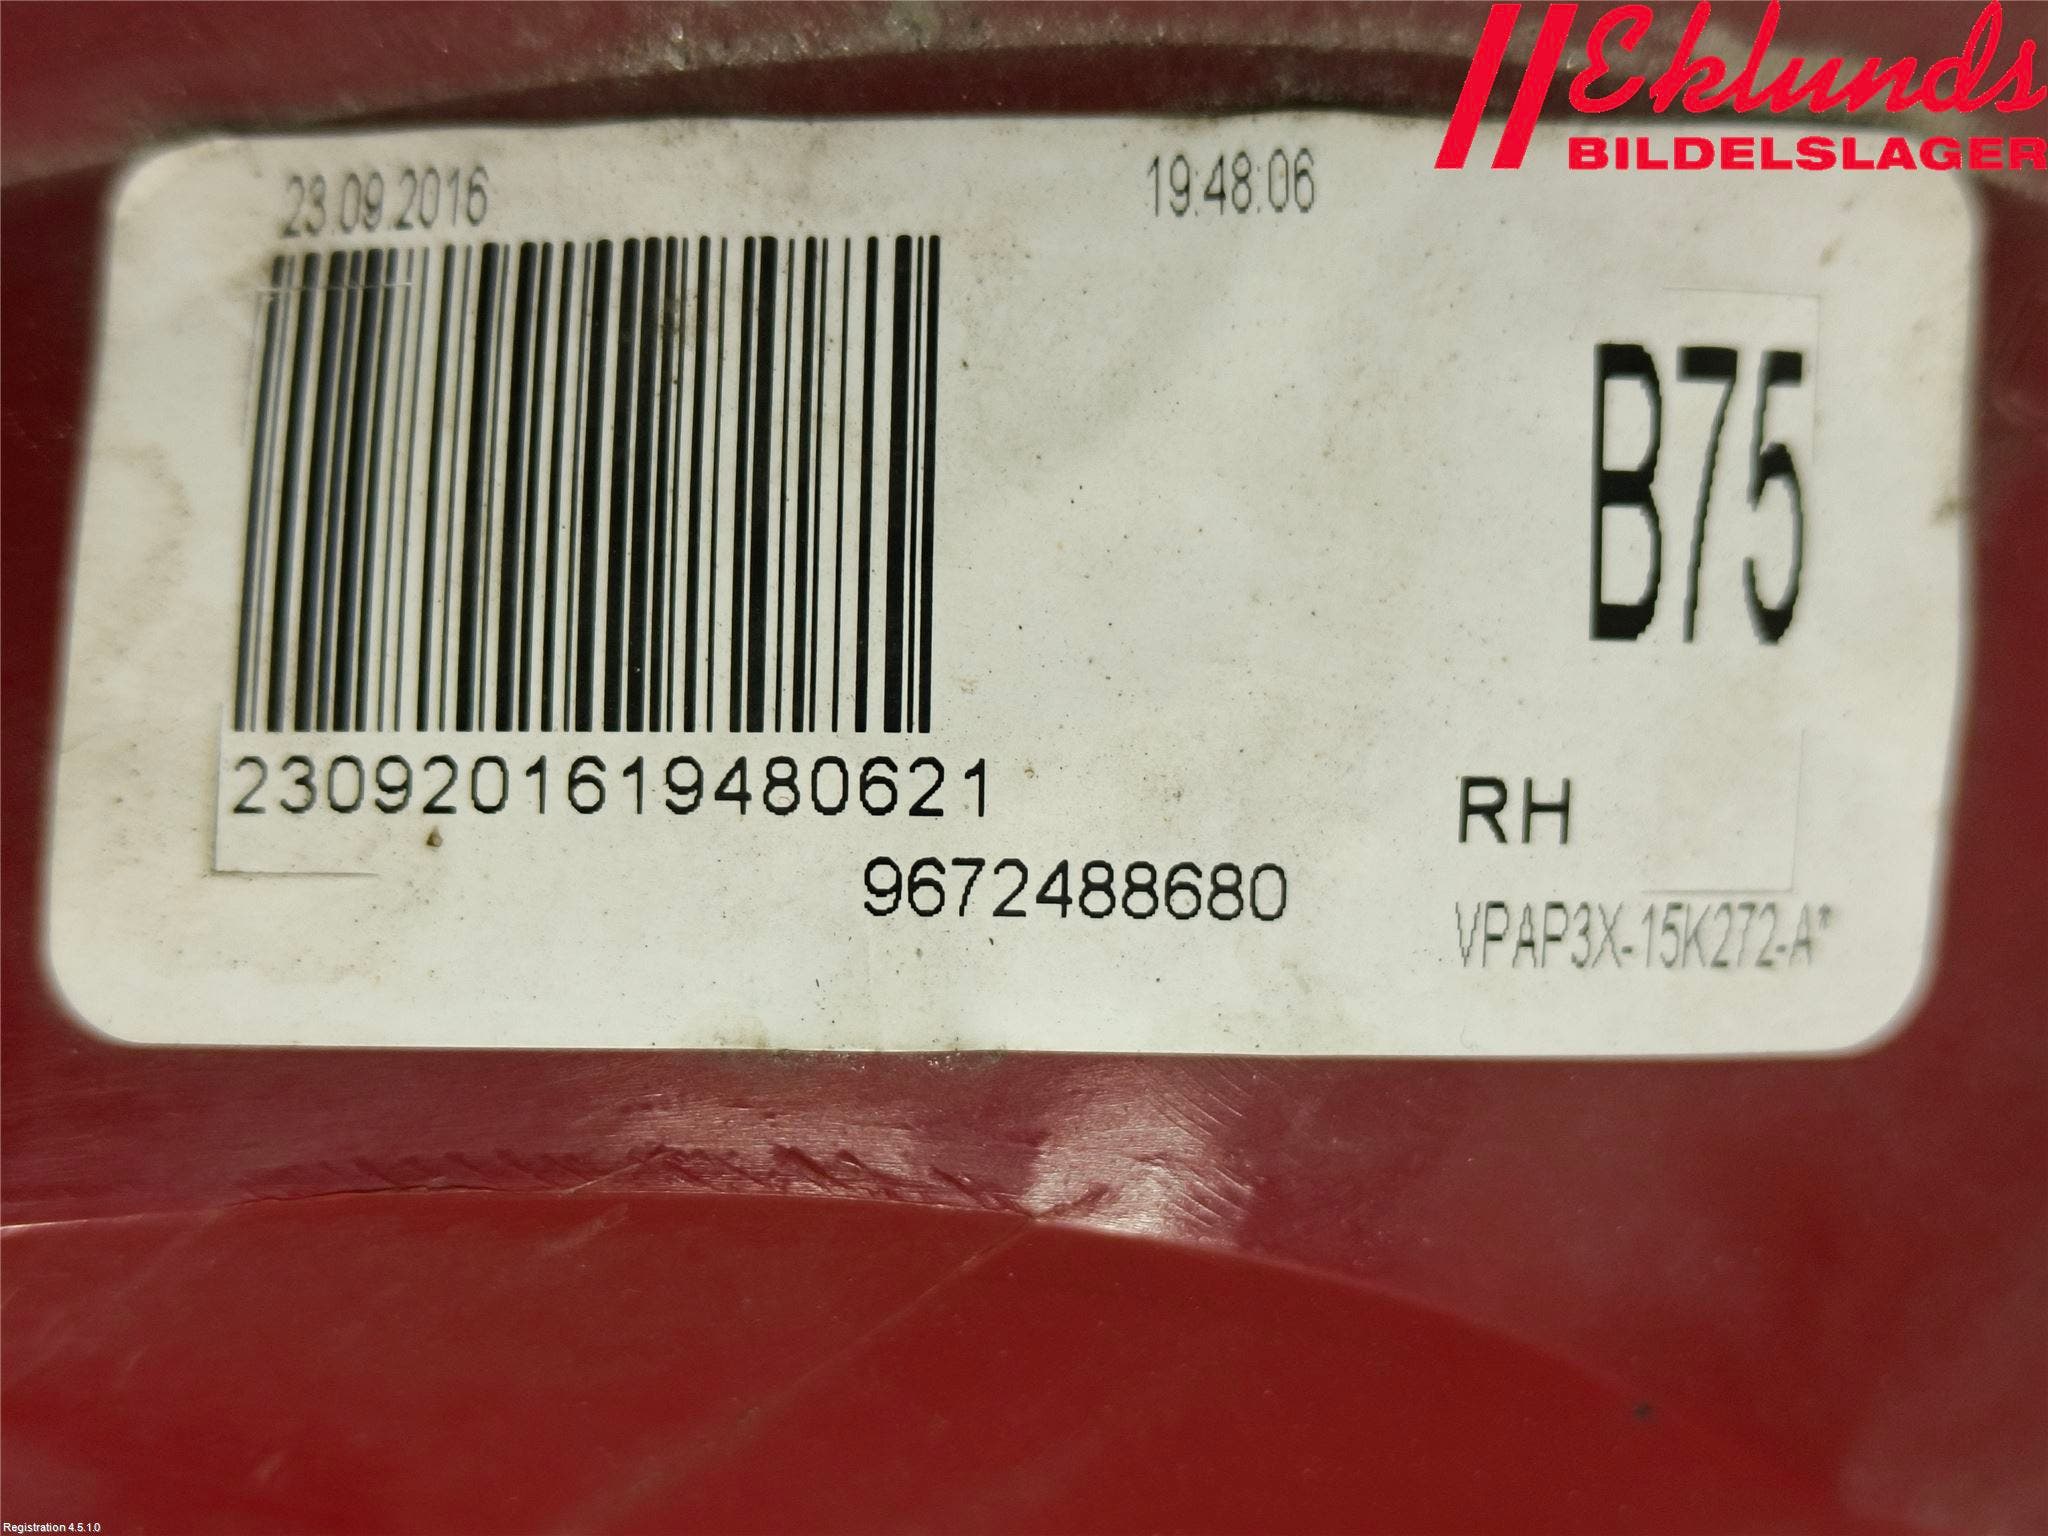 Eklunds
BILDELSLAGER
23.09.2016
19:48:06
B75
2309201619480621
RH
9672488680
VPAP3X-15K272-A*
Registration 4.5.1.0